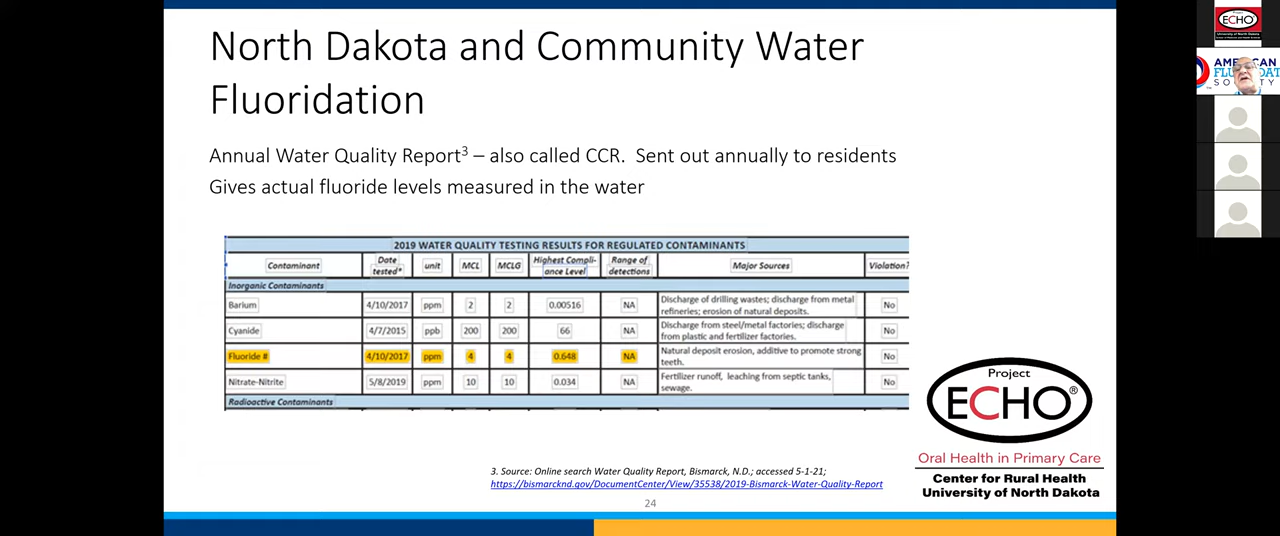 North Dakota and Community Water
Fluoridation
Annual Water Quality Report3 – also called CCR. Sent out annually to residents
Gives actual fluoride levels measured in the water
2019 WATER QUALITY TESTING RESULTS FOR REGULATED CONTAMINANTS
Contaminant Date tested* unit MCL MCLG Highest Compli-ance Level Range of detections Major Sources Violation?
Inorganic Contaminants
Barium 4/10/2017 ppm 2 2 0.00516 NA Discharge of drilling wastes; discharge from metal No
refineries; erosion of natural deposits.
Cyanide 4/7/2015 ppb 200 200 66 NA Discharge from steel/metal factories; discharge No
from plastic and fertilizer factories.
Fluoride # 4/10/2017 ppm 4 4 0.648 NA Natural deposit erosion, additive to promote strong No
teeth.
Nitrate-Nitrite 5/8/2019 ppm 10 10 0.034 NA Fertilizer runoff, leaching from septic tanks, No
sewage.
Radioactive Contaminants
3. Source: Online search Water Quality Report, Bismarck, N.D.; accessed 5-1-21;
https://bismarcknd.gov/DocumentCenter/View/35538/2019-Bismarck-Water-Quality-Report
24
Project
ECHO®
Oral Health in Primary Care
Center for Rural Health
University of North Dakota
Project
ECHO
University of North Dakota